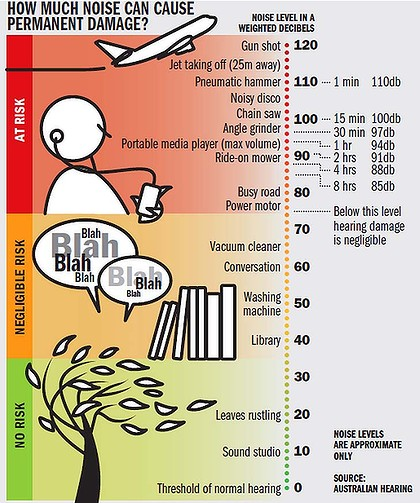 HOW MUCH NOISE CAN CAUSE
PERMANENT DAMAGE?
NOISE LEVEL IN A
WEIGHTED DECIBELS
AT RISK
Gun shot 120
Jet taking off (25m away)
Pneumatic hammer 110 1 min 110db
Noisy disco
Chain saw 100 15 min 100db
Angle grinder 30 min 97db
Portable media player (max volume) 1 hr 94db
Ride-on mower 90 2 hrs 91db
4 hrs 88db
8 hrs 85db
Busy road 80
Power motor
Below this level
hearing damage
is negligible
NEGLIGIBLE RISK
Blah
Blah
Blah
Blah
Blah
Blah
Blah
70
Vacuum cleaner
Conversation 60
Washing
machine
50
Library 40
NO RISK
30
Leaves rustling 20
Sound studio 10
Threshold of normal hearing 0
NOISE LEVELS
ARE APPROXIMATE
ONLY
SOURCE:
AUSTRALIAN HEARING